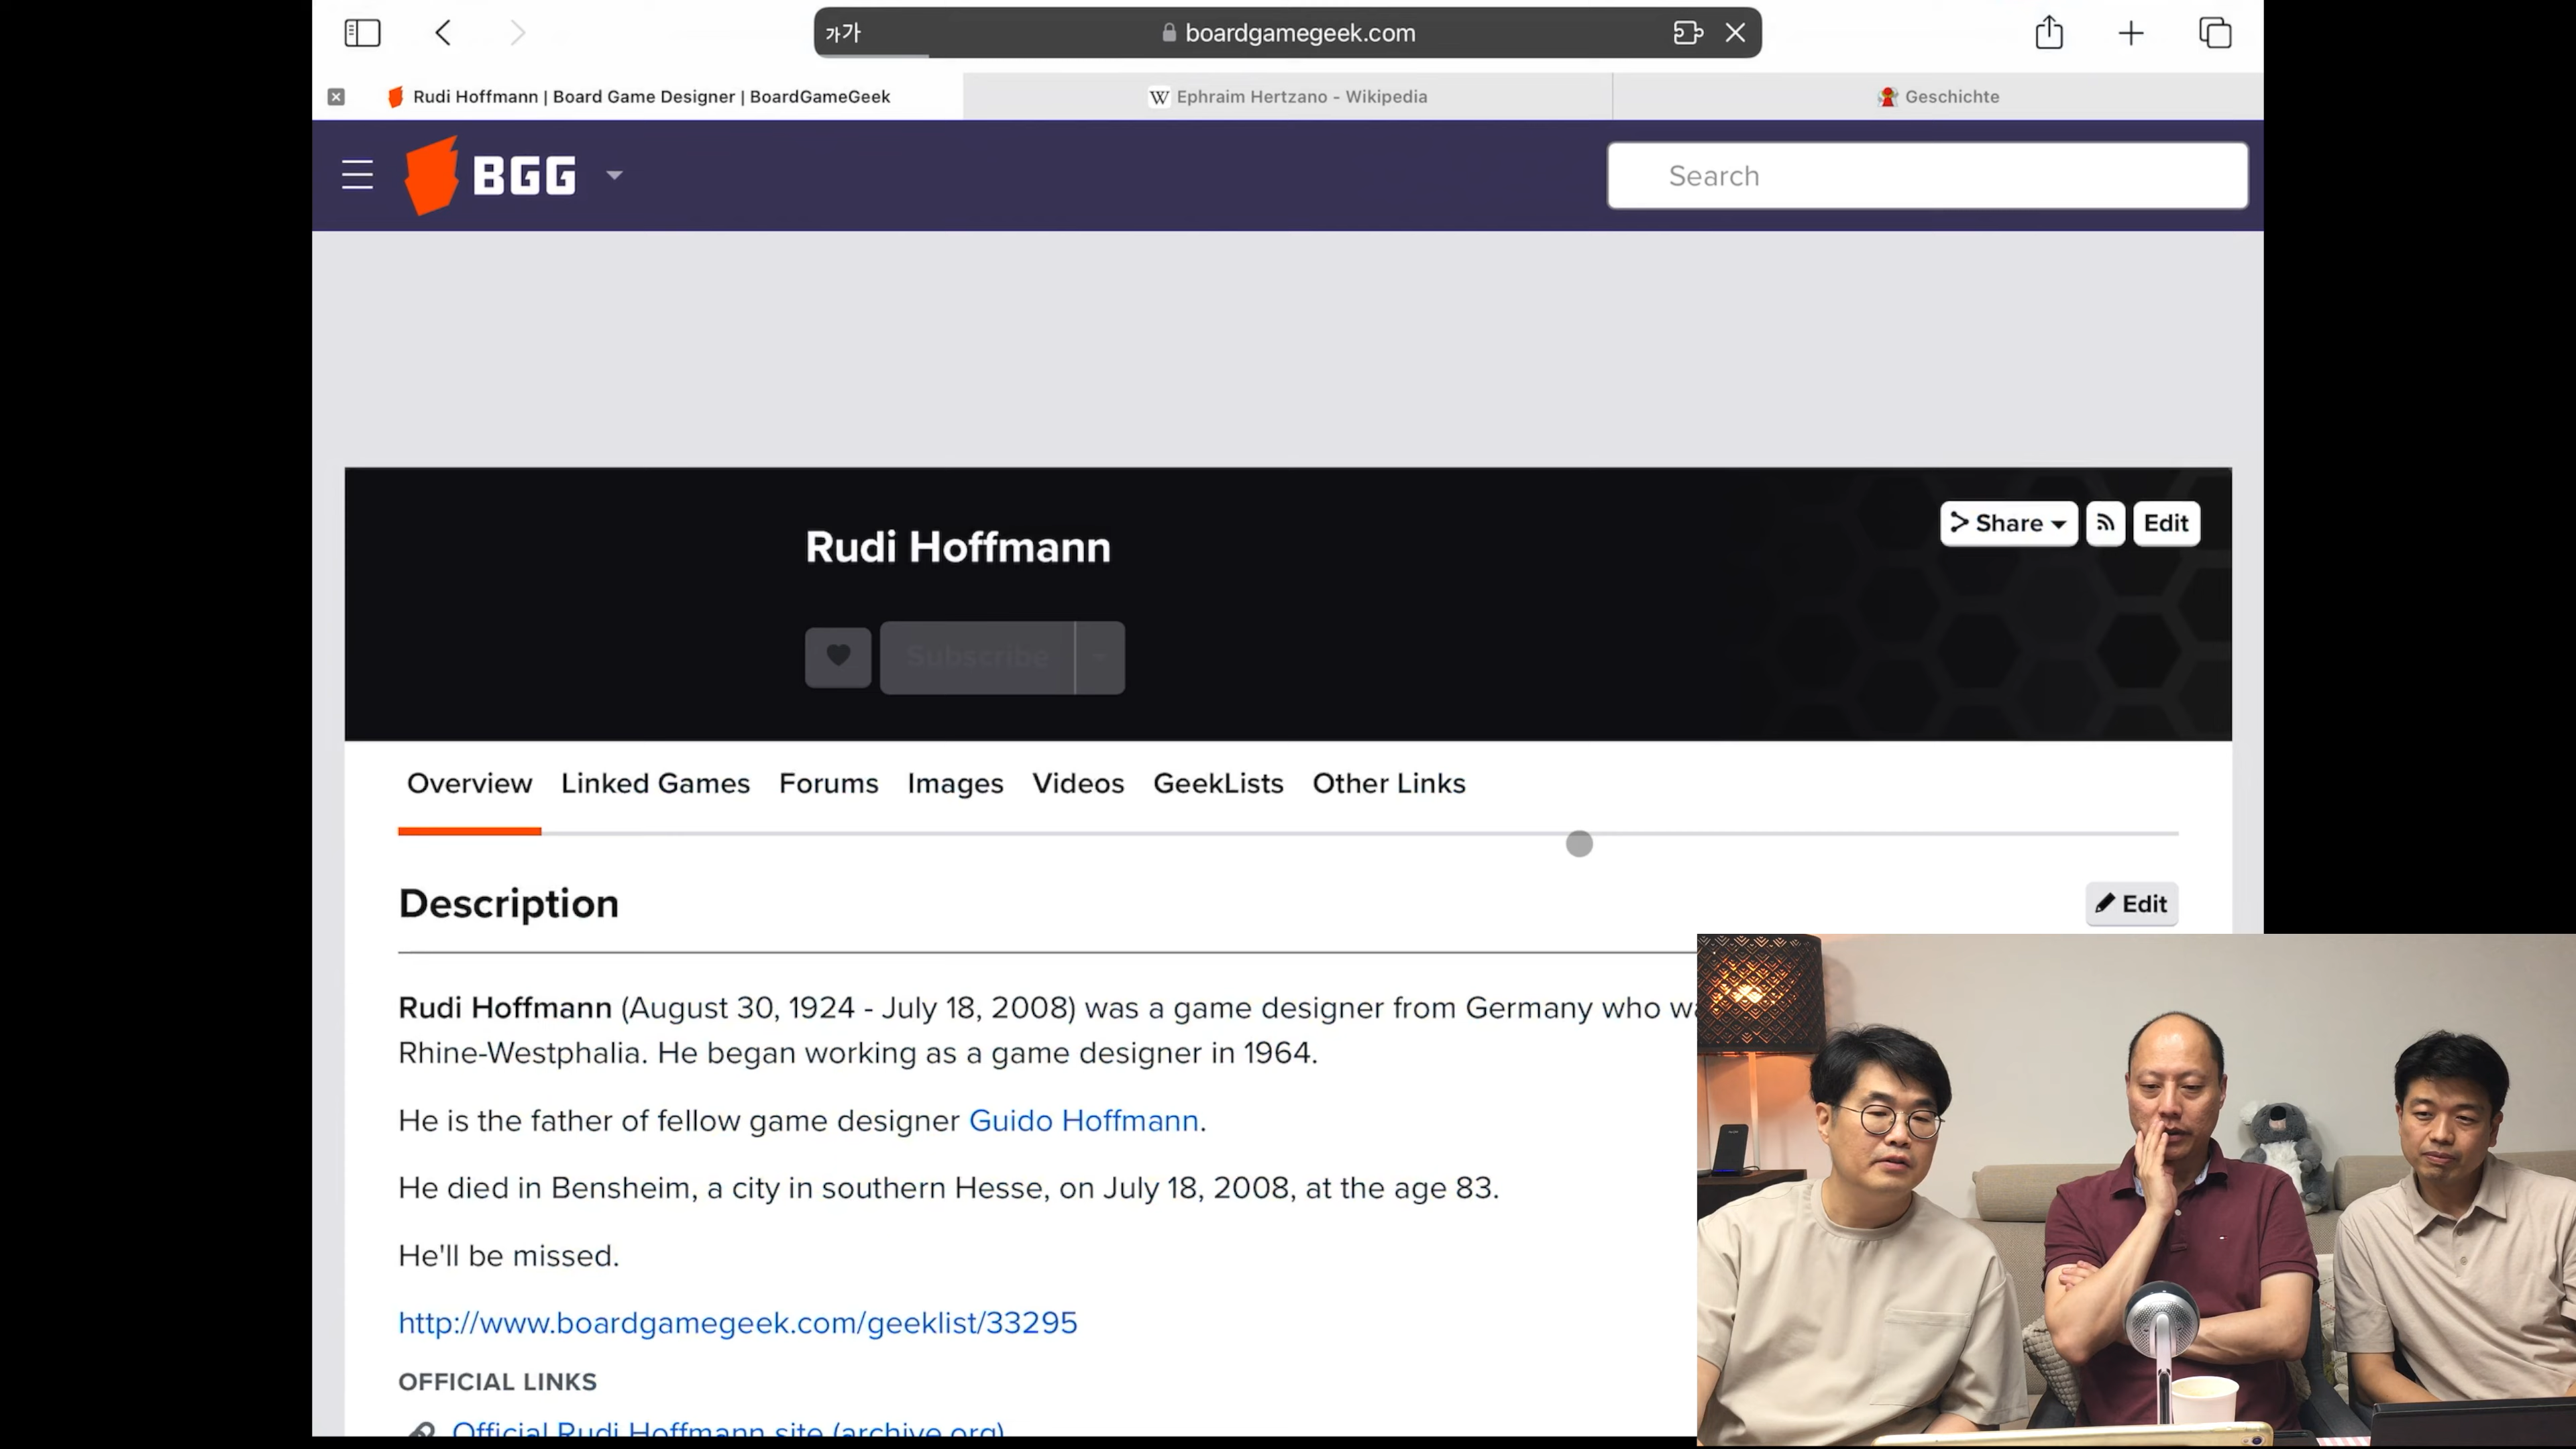 가가
boardgamegeek.com
Rudi Hoffmann | Board Game Designer | BoardGameGeek
Ephraim Hertzano - Wikipedia
Geschichte
BGG
Search
Rudi Hoffmann
Share
Edit
Subscribe
Overview Linked Games Forums Images Videos GeekLists Other Links
Description
Edit
Rudi Hoffmann (August 30, 1924 - July 18, 2008) was a game designer from Germany who
Rhine-Westphalia. He began working as a game designer in 1964.
He is the father of fellow game designer Guido Hoffmann.
He died in Bensheim, a city in southern Hesse, on July 18, 2008, at the age 83.
He'll be missed.
http://www.boardgamegeek.com/geeklist/33295
OFFICIAL LINKS
Official Rudi Hoffmann site (archive.org)